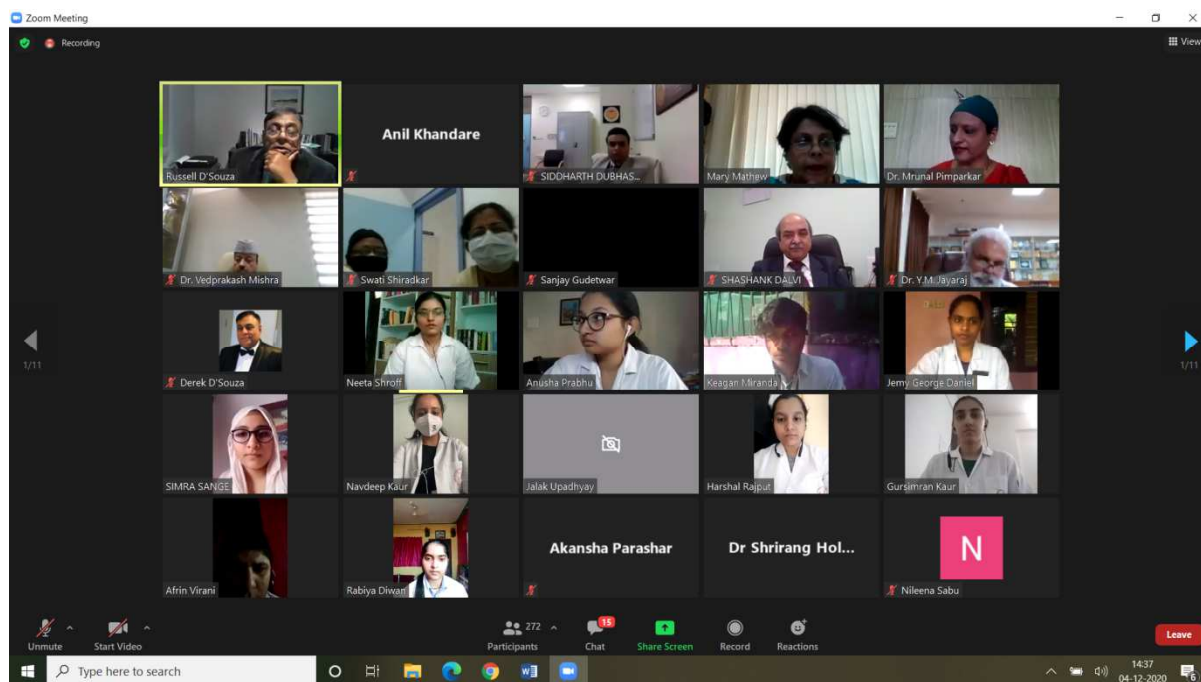 Zoom Meeting
Recording
View
Russell D'Souza
Anil Khandare
SIDDHARTH DUBHAS...
Mary Mathew
Dr. Mrunal Pimparkar
Dr. Vedprakash Mishra
Swati Shiradkar
Sanjay Gudetwar
SHASHANK DALVI
Dr. Y.M.Jayaraj
Derek D'Souza
Neeta Shroff
Anusha Prabhu
Keagan Miranda
Jemy George Daniel
1/11
1/11
SIMRA SANGE
Navdeep Kaur
Jalak Upadhyay
Harshal Rajput
Gursimran Kaur
Afrin Virani
Rabiya Diwan
Akansha Parashar
Dr Shrirang Hol...
N
Nileena Sabu
Unmute
Start Video
272
Participants
15
Chat
Share Screen
Record
Reactions
Leave
Type here to search
14:37
04-12-2020
6